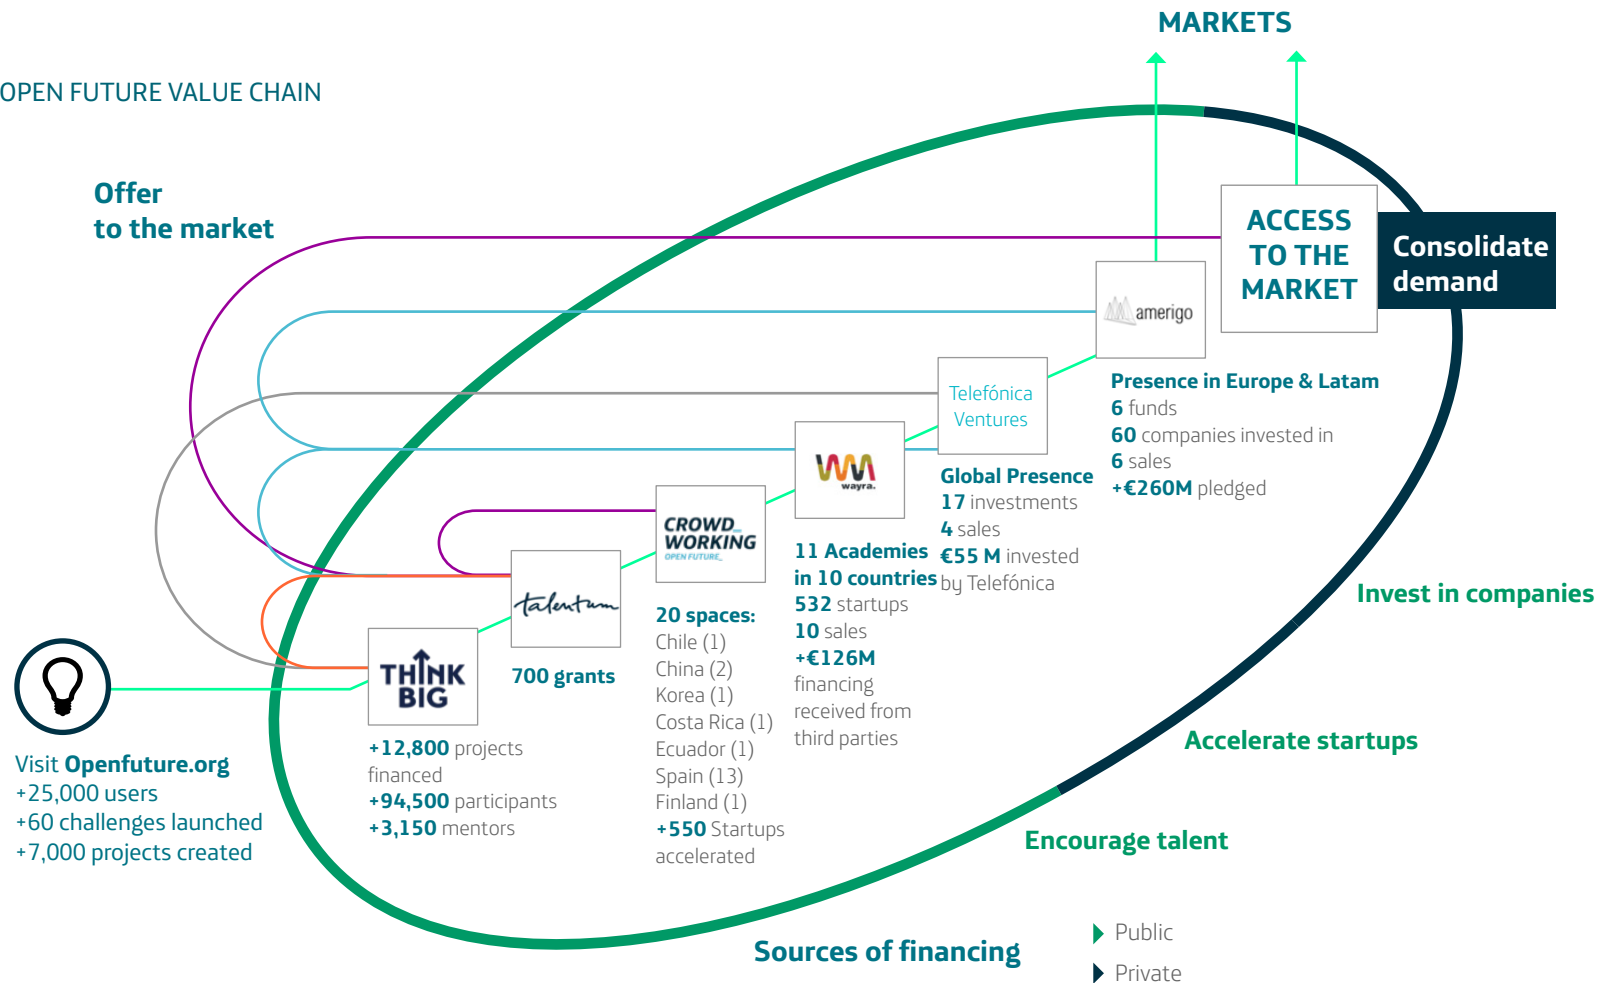 MARKETS
OPEN FUTURE VALUE CHAIN
Offer
to the market
ACCESS
TO THE
MARKET
Consolidate
demand
amerigo
Presence in Europe & Latam
6 funds
60 companies invested in
6 sales
+€260M pledged
Telefónica
Ventures
Global Presence
17 investments
4 sales
€55 M invested
by Telefónica
wayra.
11 Academies
in 10 countries
532 startups
10 sales
+€126M
financing
received from
third parties
CROWD_
WORKING
OPEN FUTURE_
20 spaces:
Chile (1)
China (2)
Korea (1)
Costa Rica (1)
Ecuador (1)
Spain (13)
Finland (1)
+550 Startups
accelerated
talentum
700 grants
THINK
BIG
+12,800 projects
financed
+94,500 participants
+3,150 mentors
Visit Openfuture.org
+25,000 users
+60 challenges launched
+7,000 projects created
Invest in companies
Accelerate startups
Encourage talent
Sources of financing
Public
Private